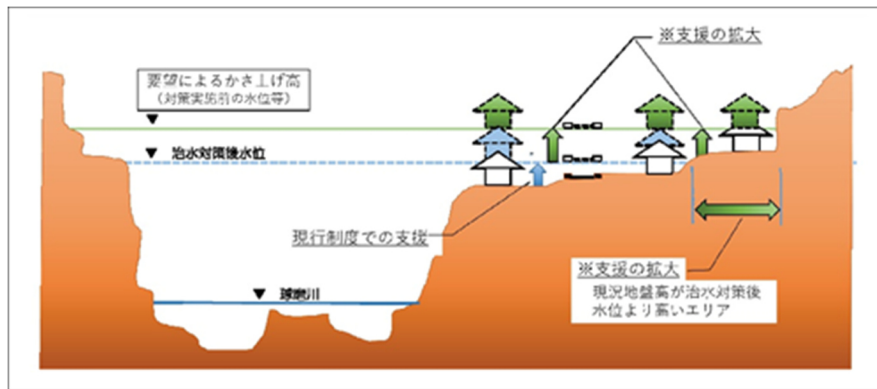 ※支援の拡大
要望によるかさ上げ高
(対策実施前の水位等)
治水対策後水位
現行制度での支援
球磨川
※支援の拡大
現況地盤高が治水対策後
水位より高いエリア